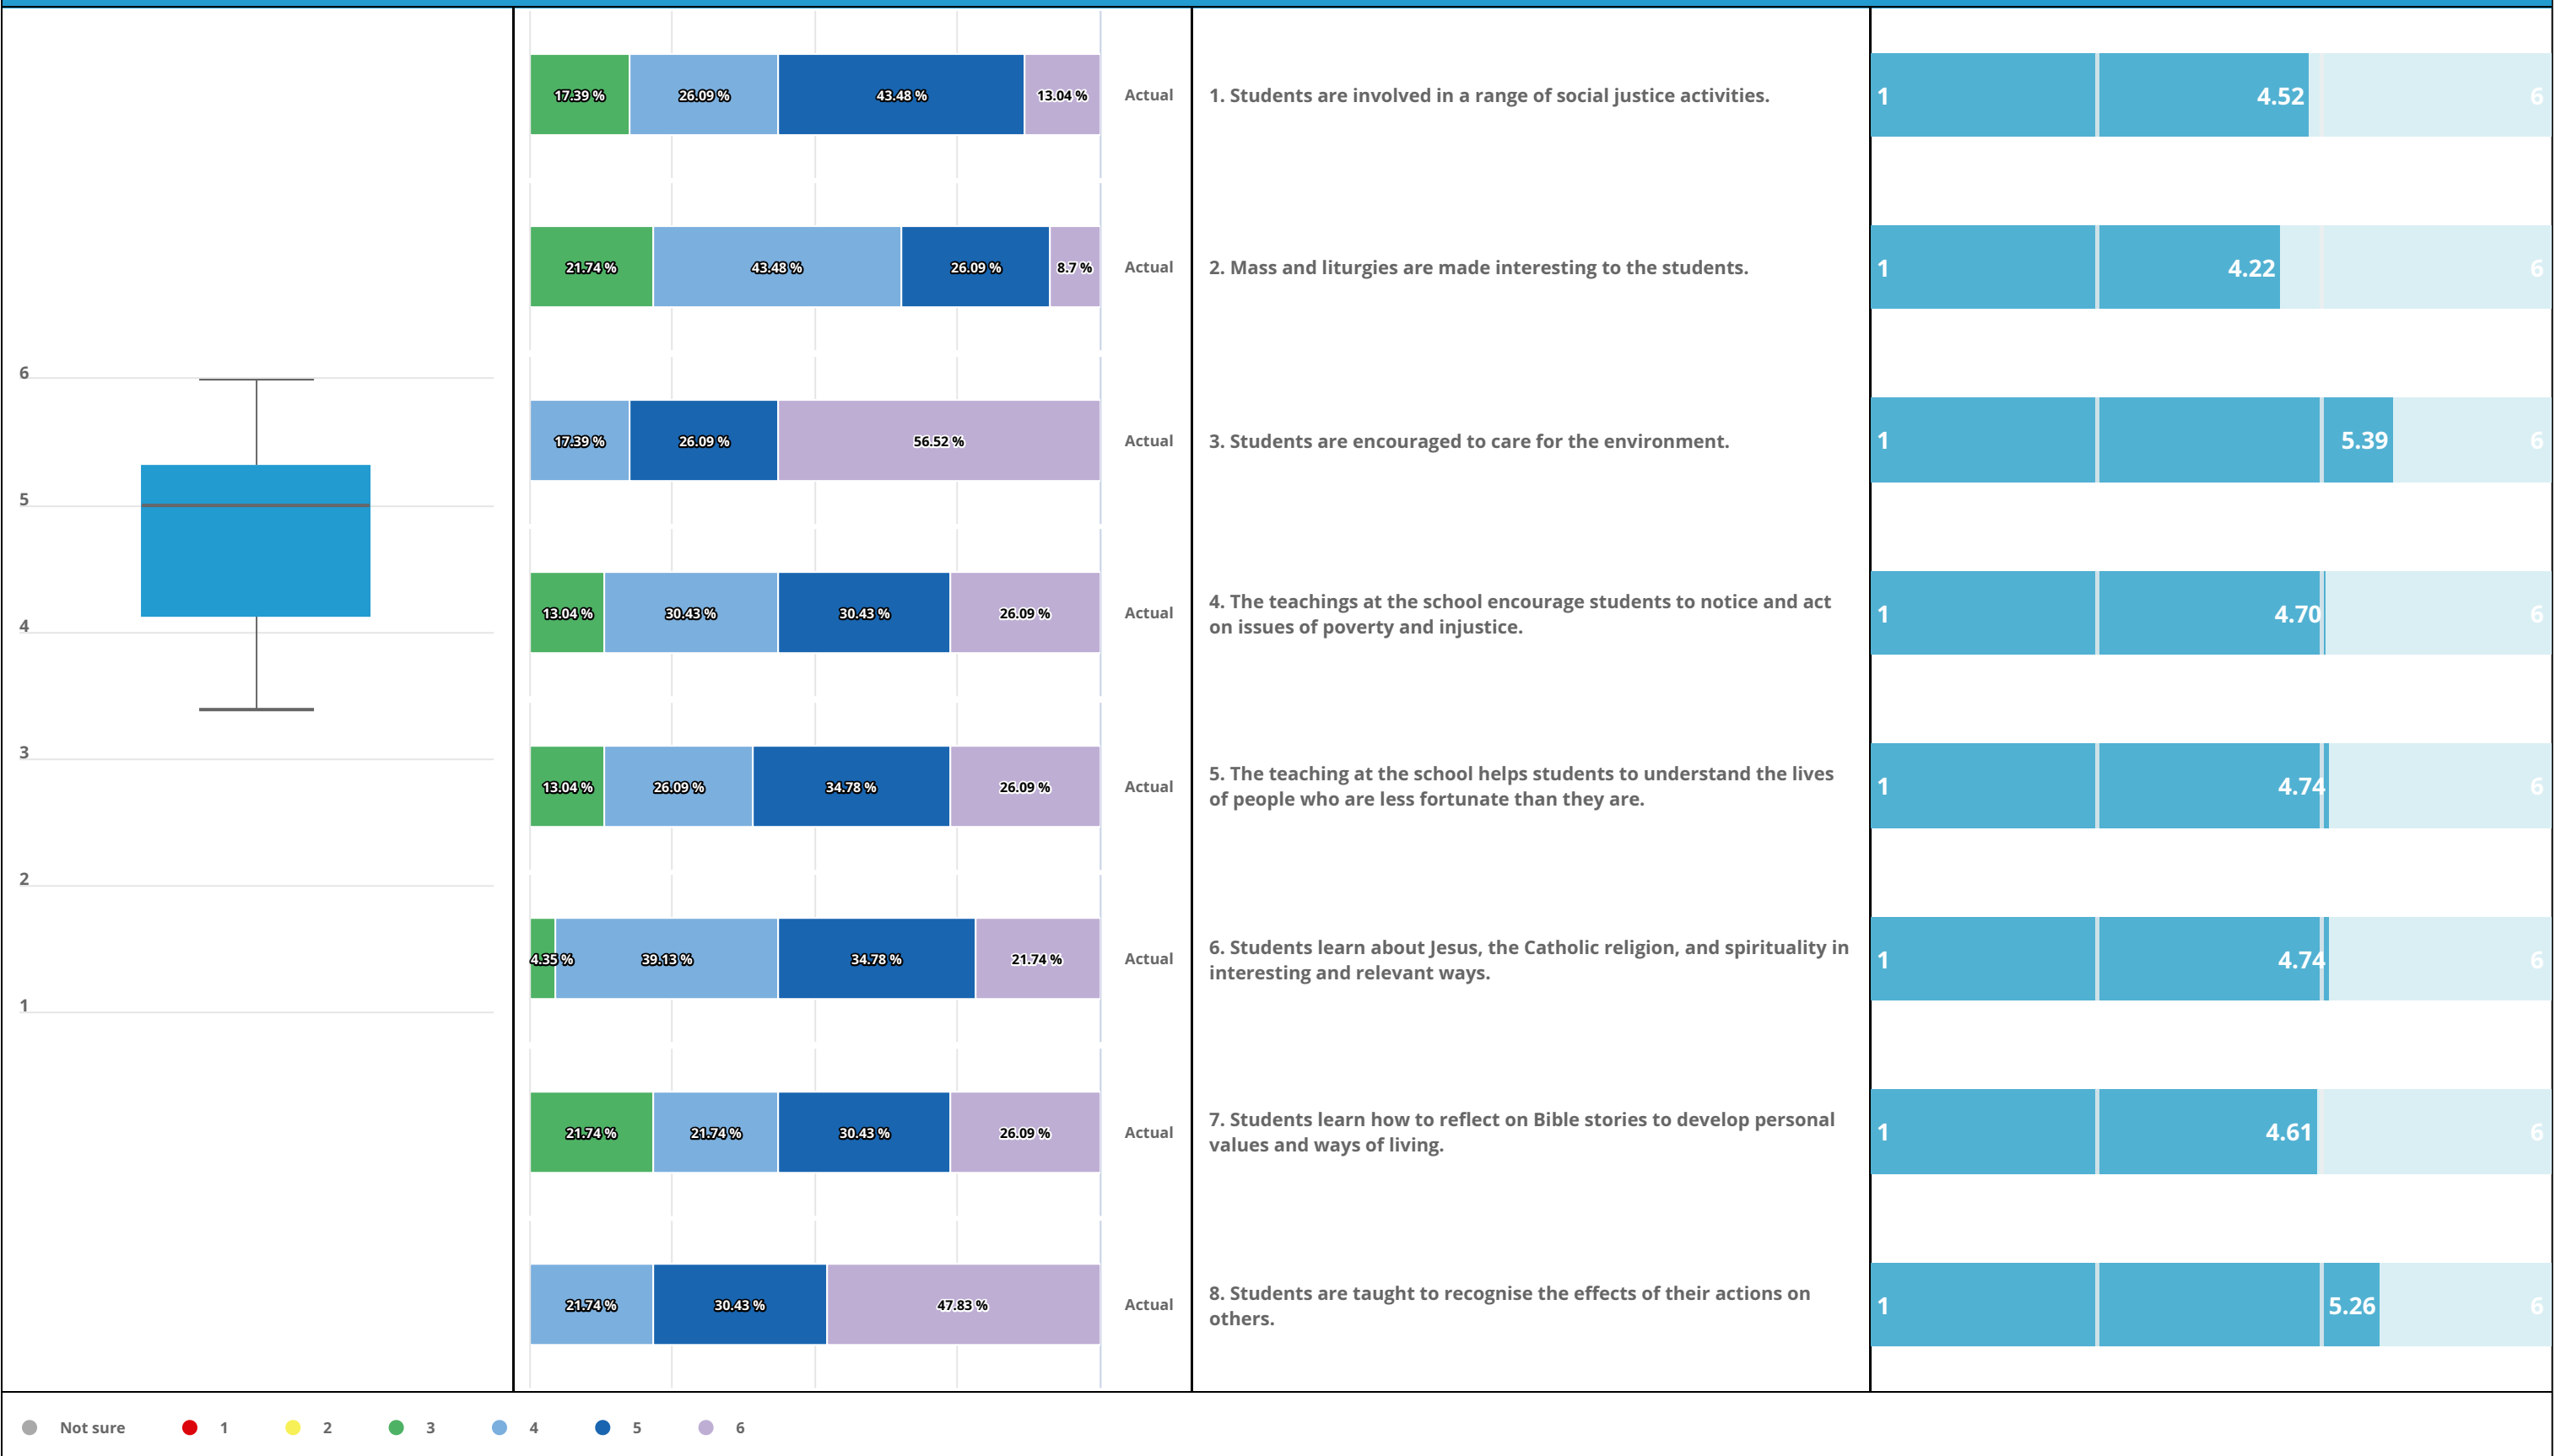 17.39 % 26.09 % 43.48 % 13.04 % Actual 1. Students are involved in a range of social justice activities. 1 4.52 6
21.74 % 43.48 % 26.09 % 8.7 % Actual 2. Mass and liturgies are made interesting to the students. 1 4.22 6
6
17.39 % 26.09 % 56.52 % Actual 3. Students are encouraged to care for the environment. 1 5.39 6
5
13.04 % 30.43 % 30.43 % 26.09 % Actual 4. The teachings at the school encourage students to notice and act
on issues of poverty and injustice. 1 4.70 6
4
3
13.04 % 26.09 % 34.78 % 26.09 % Actual 5. The teaching at the school helps students to understand the lives
of people who are less fortunate than they are. 1 4.74 6
2
4.35 % 39.13 % 34.78 % 21.74 % Actual 6. Students learn about Jesus, the Catholic religion, and spirituality in
interesting and relevant ways. 1 4.74 6
1
21.74 % 21.74 % 30.43 % 26.09 % Actual 7. Students learn how to reflect on Bible stories to develop personal
values and ways of living. 1 4.61 6
21.74 % 30.43 % 47.83 % Actual 8. Students are taught to recognise the effects of their actions on
others. 1 5.26 6
Not sure 1 2 3 4 5 6